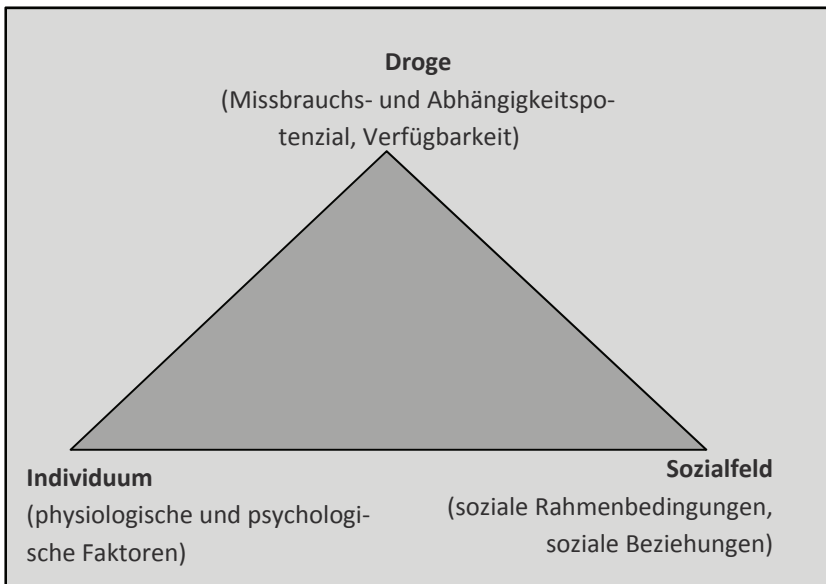 Droge
(Missbrauchs- und Abhängigkeitspo-
tenzial, Verfügbarkeit)
Individuum
(physiologische und psychologi-
sche Faktoren)
Sozialfeld
(soziale Rahmenbedingungen,
soziale Beziehungen)